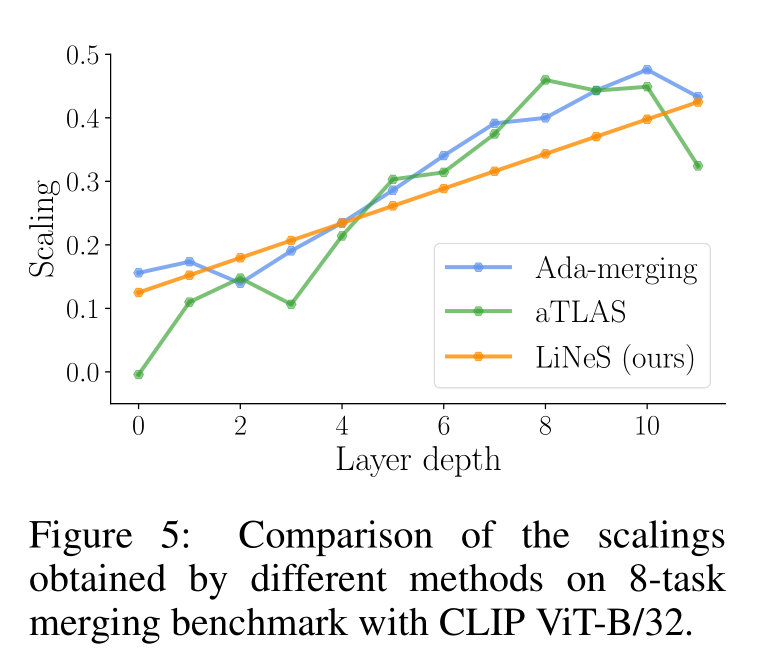 0.5
0.4
0.3
0.2
0.1
0.0
Scaling
0 2 4 6 8 10
Layer depth
Ada-merging
aTLAS
LiNeS (ours)
Figure 5: Comparison of the scalings
obtained by different methods on 8-task
merging benchmark with CLIP ViT-B/32.